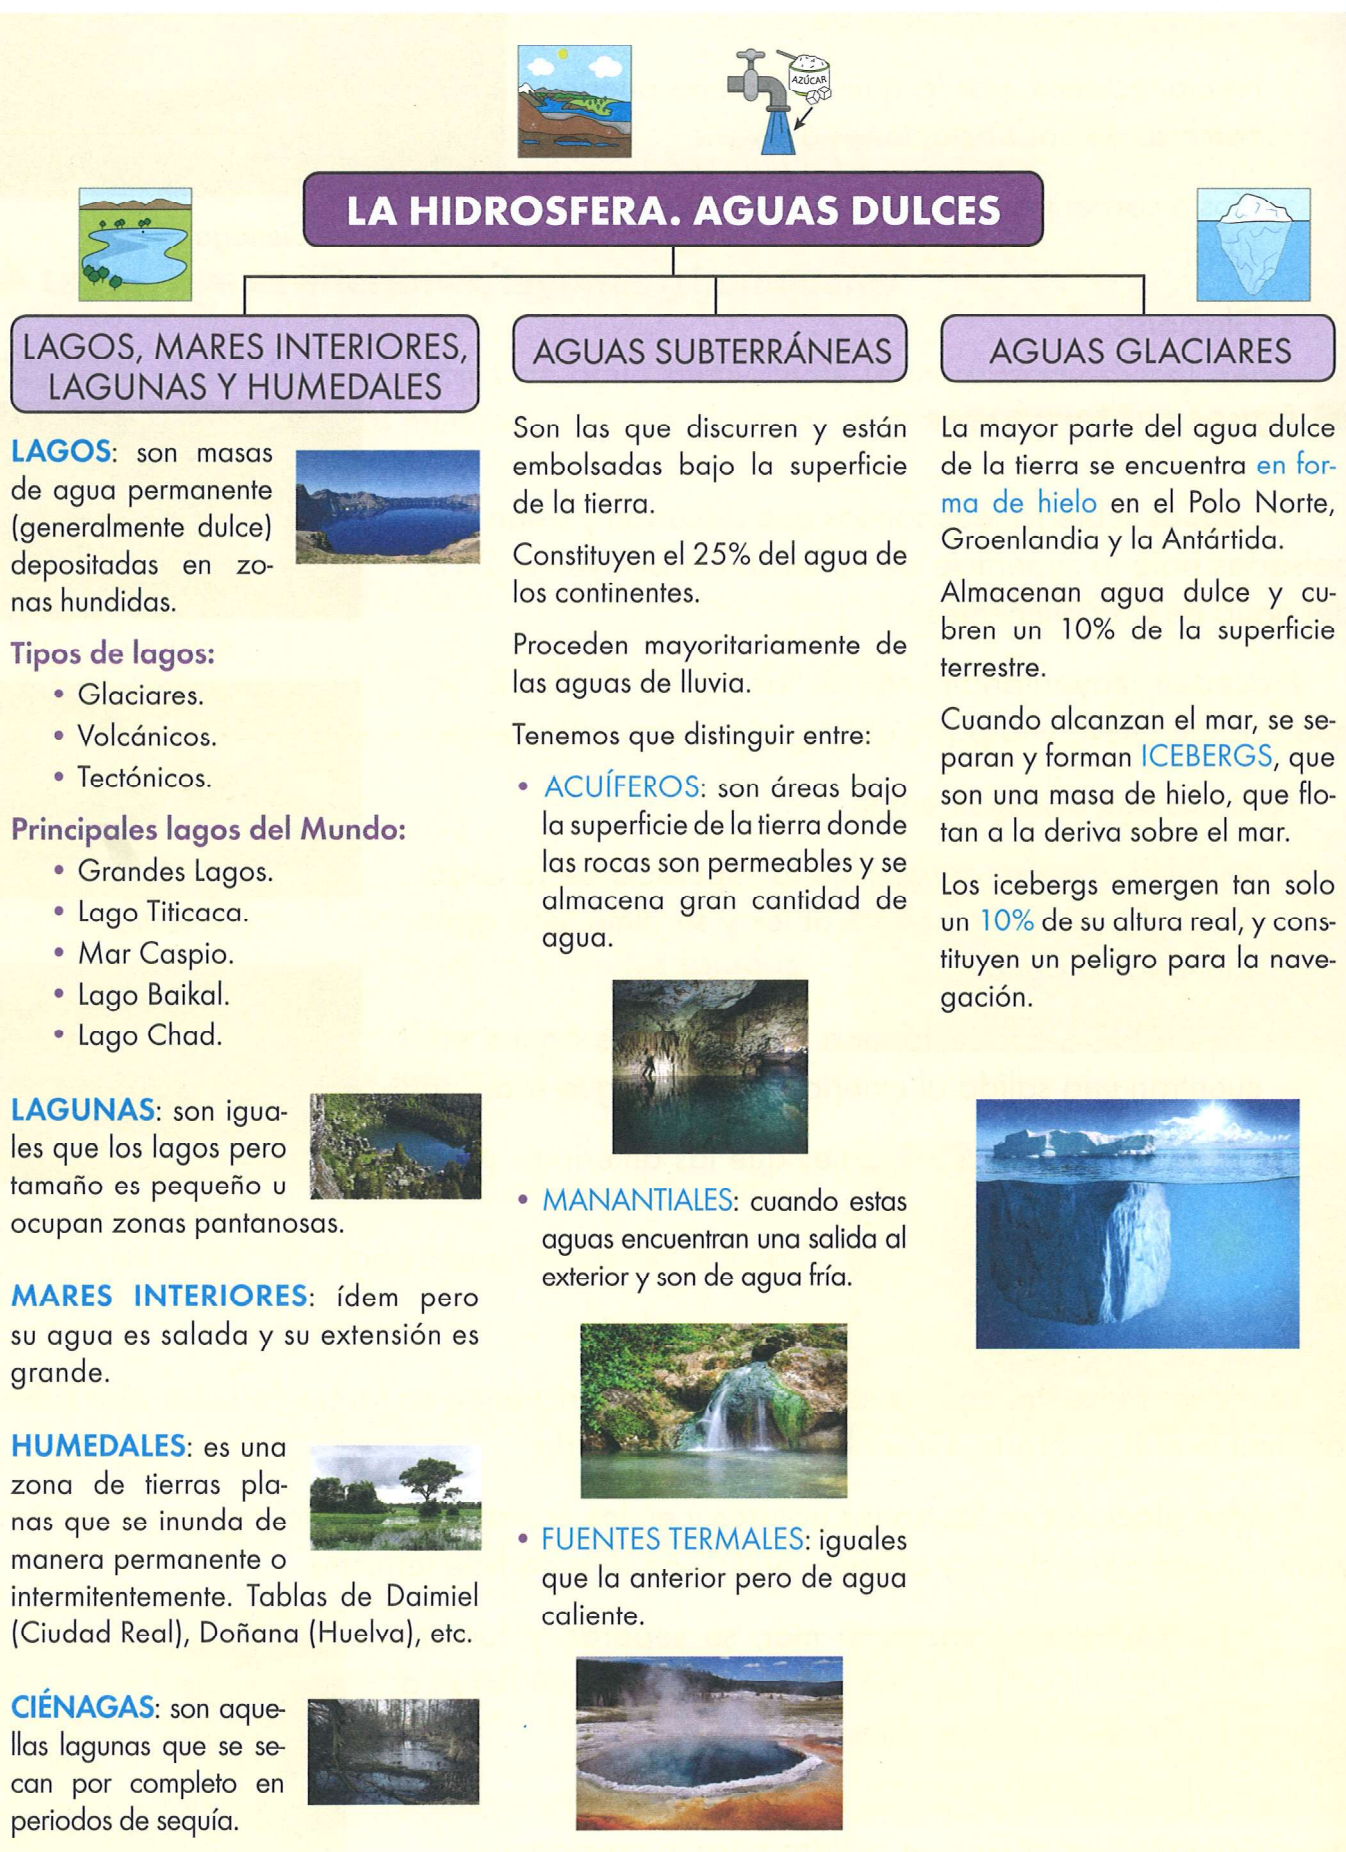 AZÚCAR
LA HIDROSFERA. AGUAS DULCES
LAGOS, MARES INTERIORES,
LAGUNAS Y HUMEDALES
LAGOS: son masas
de agua permanente
(generalmente dulce)
depositadas en zo-
nas hundidas.
Tipos de lagos:
• Glaciares.
• Volcánicos.
• Tectónicos.
Principales lagos del Mundo:
• Grandes Lagos.
• Lago Titicaca.
• Mar Caspio.
• Lago Baikal.
• Lago Chad.
LAGUNAS: son igua-
les que los lagos pero
tamaño es pequeño u
ocupan zonas pantanosas.
MARES INTERIORES: ídem pero
su agua es salada y su extensión es
grande.
HUMEDALES: es una
zona de tierras pla-
nas que se inunda de
manera permanente o
intermitentemente. Tablas de Daimiel
(Ciudad Real), Doñana (Huelva), etc.
CIÉNAGAS: son aque-
llas lagunas que se se-
can por completo en
periodos de sequía.
AGUAS SUBTERRÁNEAS
Son las que discurren y están
embolsadas bajo la superficie
de la tierra.
Constituyen el 25% del agua de
los continentes.
Proceden mayoritariamente de
las aguas de lluvia.
Tenemos que distinguir entre:
• ACUÍFEROS: son áreas bajo
la superficie de la tierra donde
las rocas son permeables y se
almacena gran cantidad de
agua.
• MANANTIALES: cuando estas
aguas encuentran una salida al
exterior y son de agua fría.
• FUENTES TERMALES: iguales
que la anterior pero de agua
caliente.
AGUAS GLACIARES
La mayor parte del agua dulce
de la tierra se encuentra en for-
ma de hielo en el Polo Norte,
Groenlandia y la Antártida.
Almacenan agua dulce y cu-
bren un 10% de la superficie
terrestre.
Cuando alcanzan el mar, se se-
paran y forman ICEBERGS, que
son una masa de hielo, que flo-
tan a la deriva sobre el mar.
Los icebergs emergen tan solo
un 10% de su altura real, y cons-
tituyen un peligro para la nave-
gación.